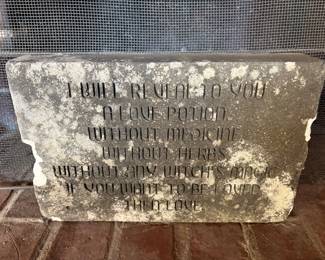 I WILL REVEAL TO YOU
A LOVE POTION
WITHOUT MEDICINE
WITHOUT HERBS
WITHOUT ANY WITCH'S MAGIC
IF YOU WANT TO BE LOVED
THEN LOVE